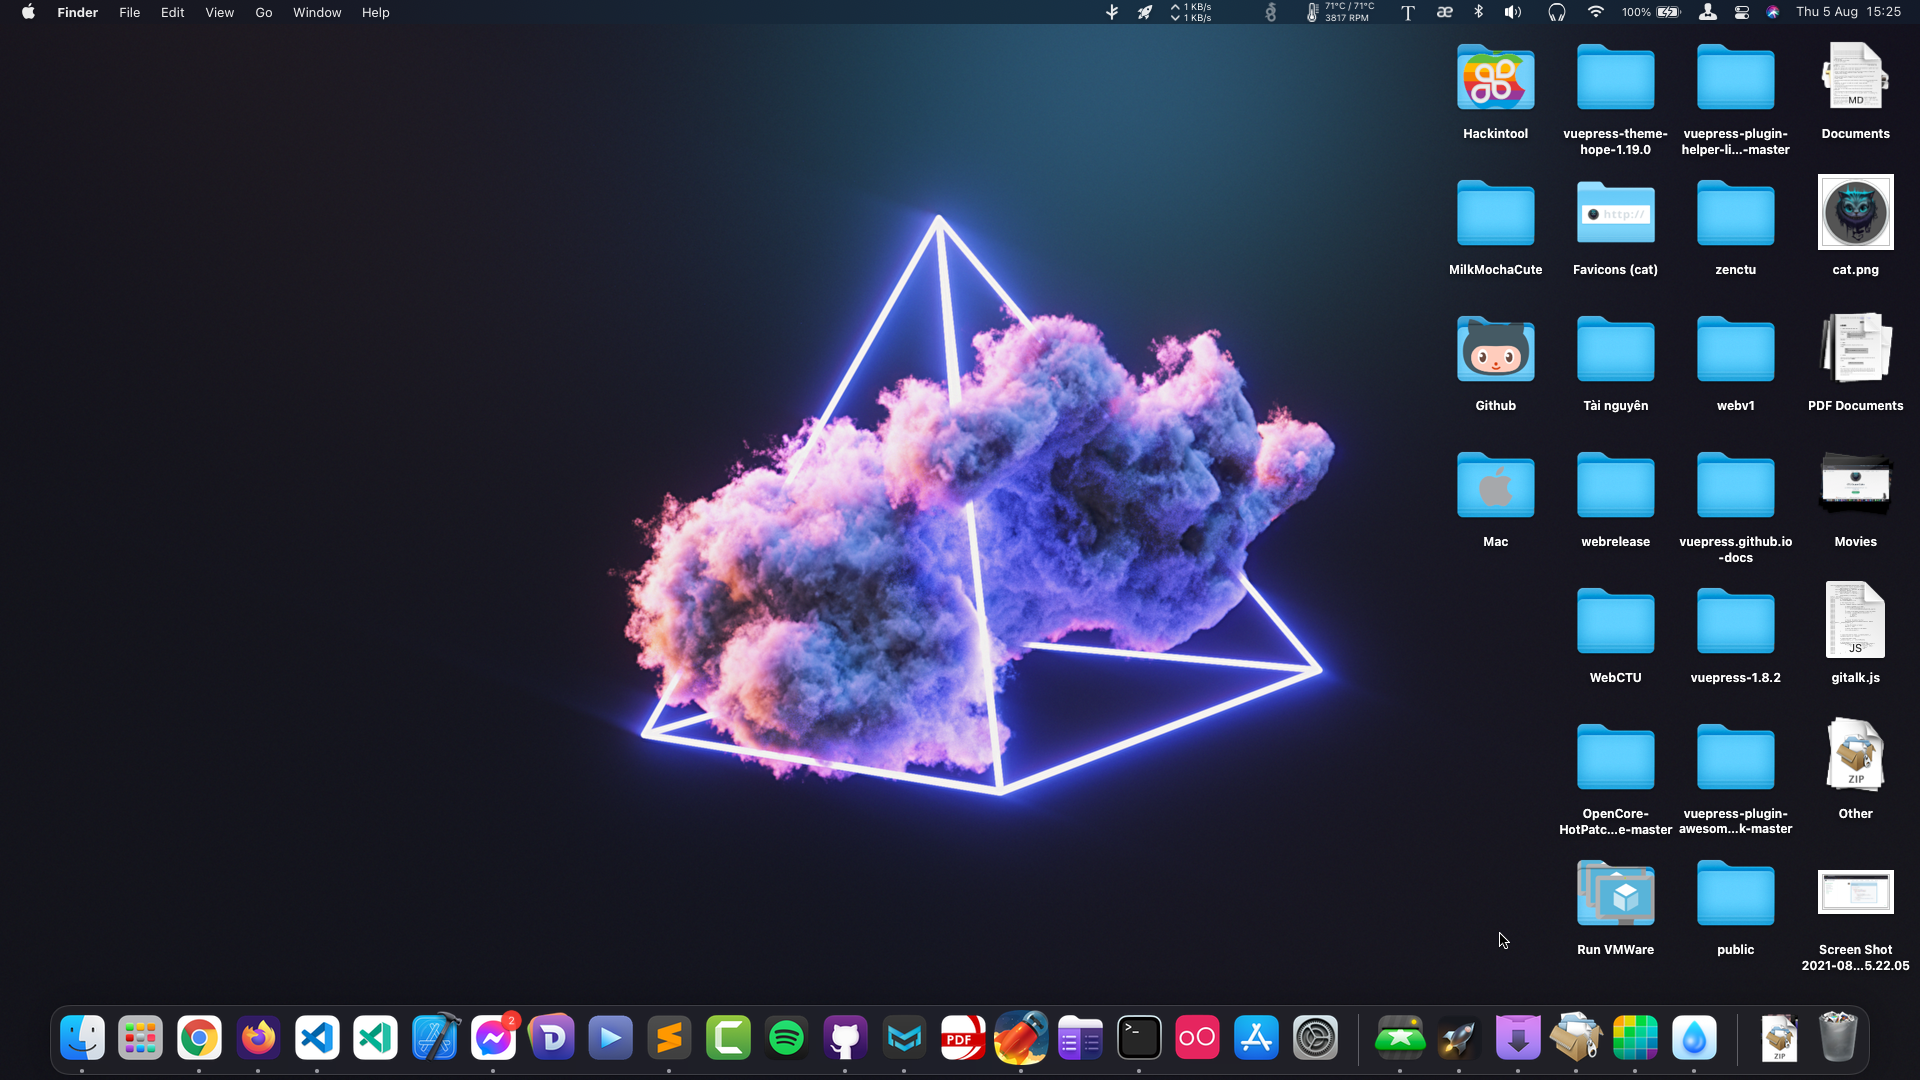 Finder File Edit View Go Window Help
1 KB/s
1 KB/s
71°C / 71°C
3817 RPM
T
æ
100%
Thu 5 Aug 15:25
Hackintool
vuepress-theme-
hope-1.19.0
vuepress-plugin-
helper-li...-master
MD
Documents
MilkMochaCute
http://
Favicons (cat)
zenctu
cat.png
Github
Tài nguyên
webv1
PDF Documents
Mac
webrelease
vuepress.github.io
-docs
Movies
WebCTU
vuepress-1.8.2
JS
gitalk.js
OpenCore-
HotPatc...e-master
vuepress-plugin-
awesom...k-master
ZIP
Other
Run VMWare
public
Screen Shot
2021-08...5.22.05
2
D
PDF
>_
ZIP